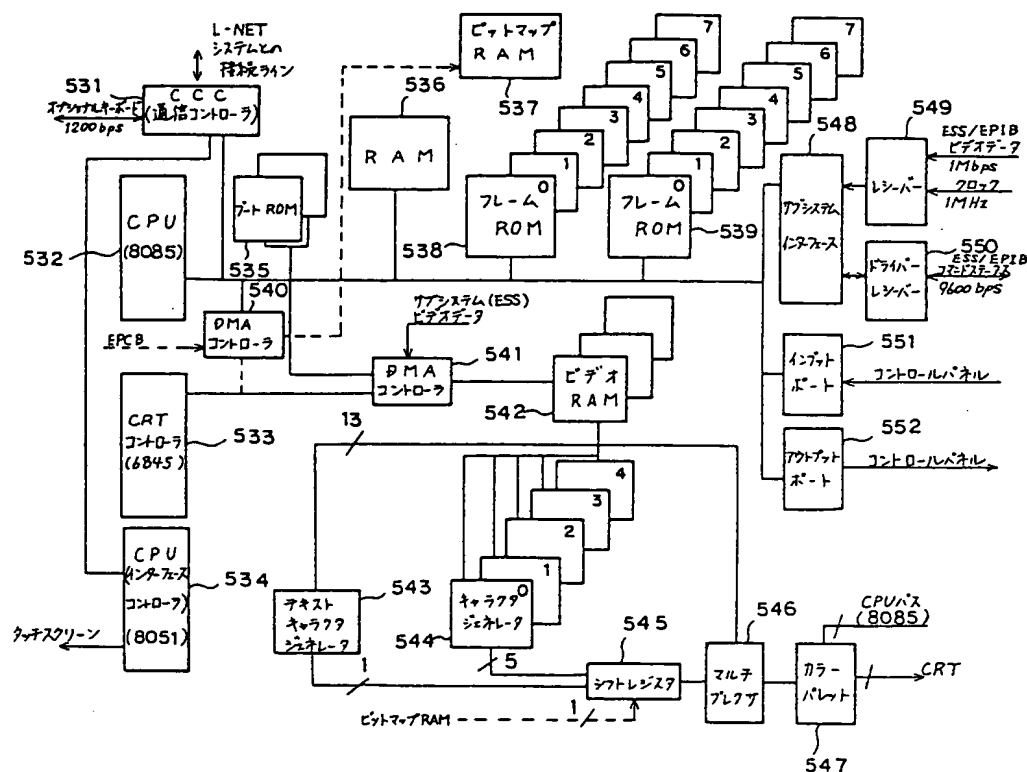 L-NET
システムとの
接続ライン
531
C C C
(通信コントローラ)
オプショナルキーボード
1200bps
ビットマップ
RAM
537
536
RAM
CPU
(8085)
532
ブート ROM
535
フレーム
ROM
0
1
2
3
4
5
6
7
538
フレーム
ROM
0
1
2
3
4
5
6
7
539
548
サブシステム
インターフェース
549
レシーバー
ESS/EPIB
ビデオデータ
1Mbps
クロック
1MHz
550
ドライバー
レシーバー
ESS/EPIB
コマンドステータス
9600bps
540
DMA
コントローラ
EPCB
サブシステム(ESS)
ビデオデータ
541
DMA
コントローラ
ビデオ
RAM
542
551
インプット
ポート
コントロールパネル
552
アウトプット
ポート
コントロールパネル
CRT
コントローラ
(6845)
533
13
CPU
(インターフェース
コントローラ)
(8051)
534
タッチスクリーン
テキスト
キャラクタ
ジェネレータ
543
キャラクタ
ジェネレータ
0
1
2
3
4
544
5
1
545
シフトレジスタ
ビットマップRAM
1
546
マルチ
プレクサ
CPUバス
(8085)
カラー
パレット
547
CRT